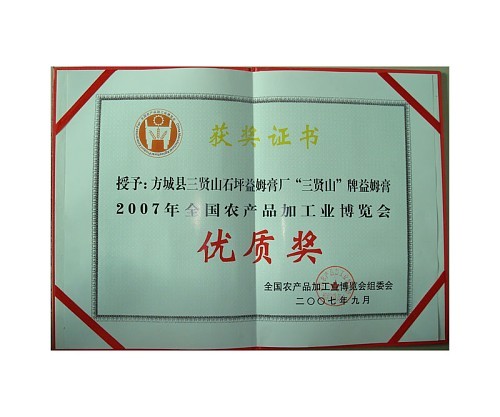 获奖证书
授予：方城县三贤山石坪益姆膏厂“三贤山”牌益姆膏
2007年全国农产品加工业博览会
优质奖
全国农产品加工业博览会组委会
二〇〇七年九月